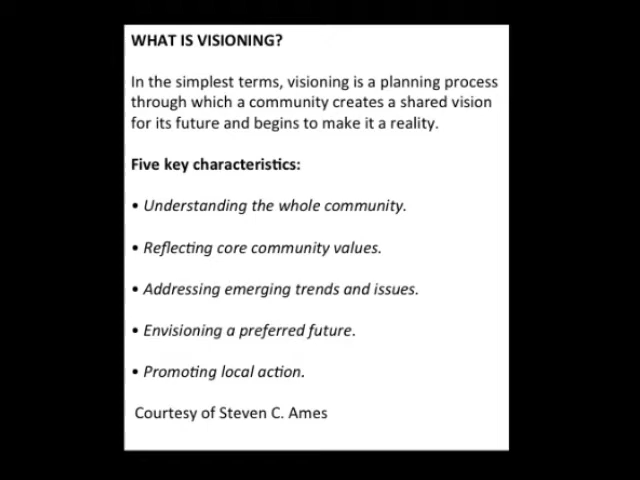 WHAT IS VISIONING?
In the simplest terms, visioning is a planning process
through which a community creates a shared vision
for its future and begins to make it a reality.
Five key characteristics:
• Understanding the whole community.
• Reflecting core community values.
• Addressing emerging trends and issues.
• Envisioning a preferred future.
• Promoting local action.
Courtesy of Steven C. Ames